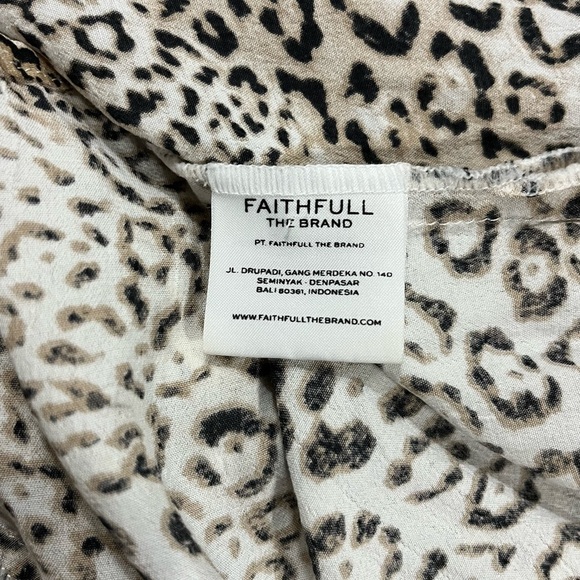 FAITHFULL
THE BRAND
PT. FAITHFULL THE BRAND
JL. DRUPADI, GANG MERDEKA NO. 14D
SEMINYAK - DENPASAR
BALI 80361, INDONESIA
WWW.FAITHFULLTHEBRAND.COM